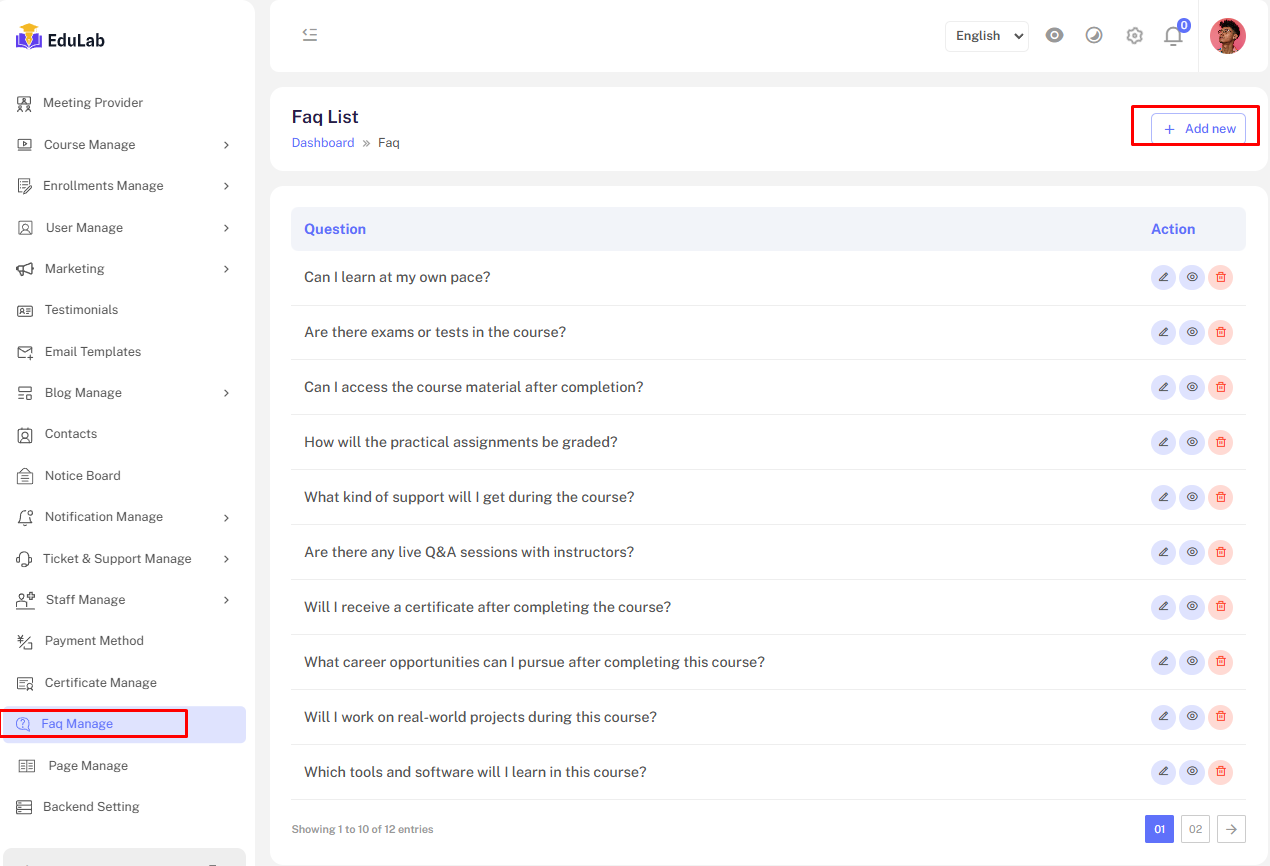 EduLab
English
0
Meeting Provider
Course Manage
Enrollments Manage
User Manage
Marketing
Testimonials
Email Templates
Blog Manage
Contacts
Notice Board
Notification Manage
Ticket & Support Manage
Staff Manage
Payment Method
Certificate Manage
Faq Manage
Page Manage
Backend Setting
Faq List
Dashboard » Faq
+ Add new
Question Action
Can I learn at my own pace?
Are there exams or tests in the course?
Can I access the course material after completion?
How will the practical assignments be graded?
What kind of support will I get during the course?
Are there any live Q&A sessions with instructors?
Will I receive a certificate after completing the course?
What career opportunities can I pursue after completing this course?
Will I work on real-world projects during this course?
Which tools and software will I learn in this course?
Showing 1 to 10 of 12 entries
01 02